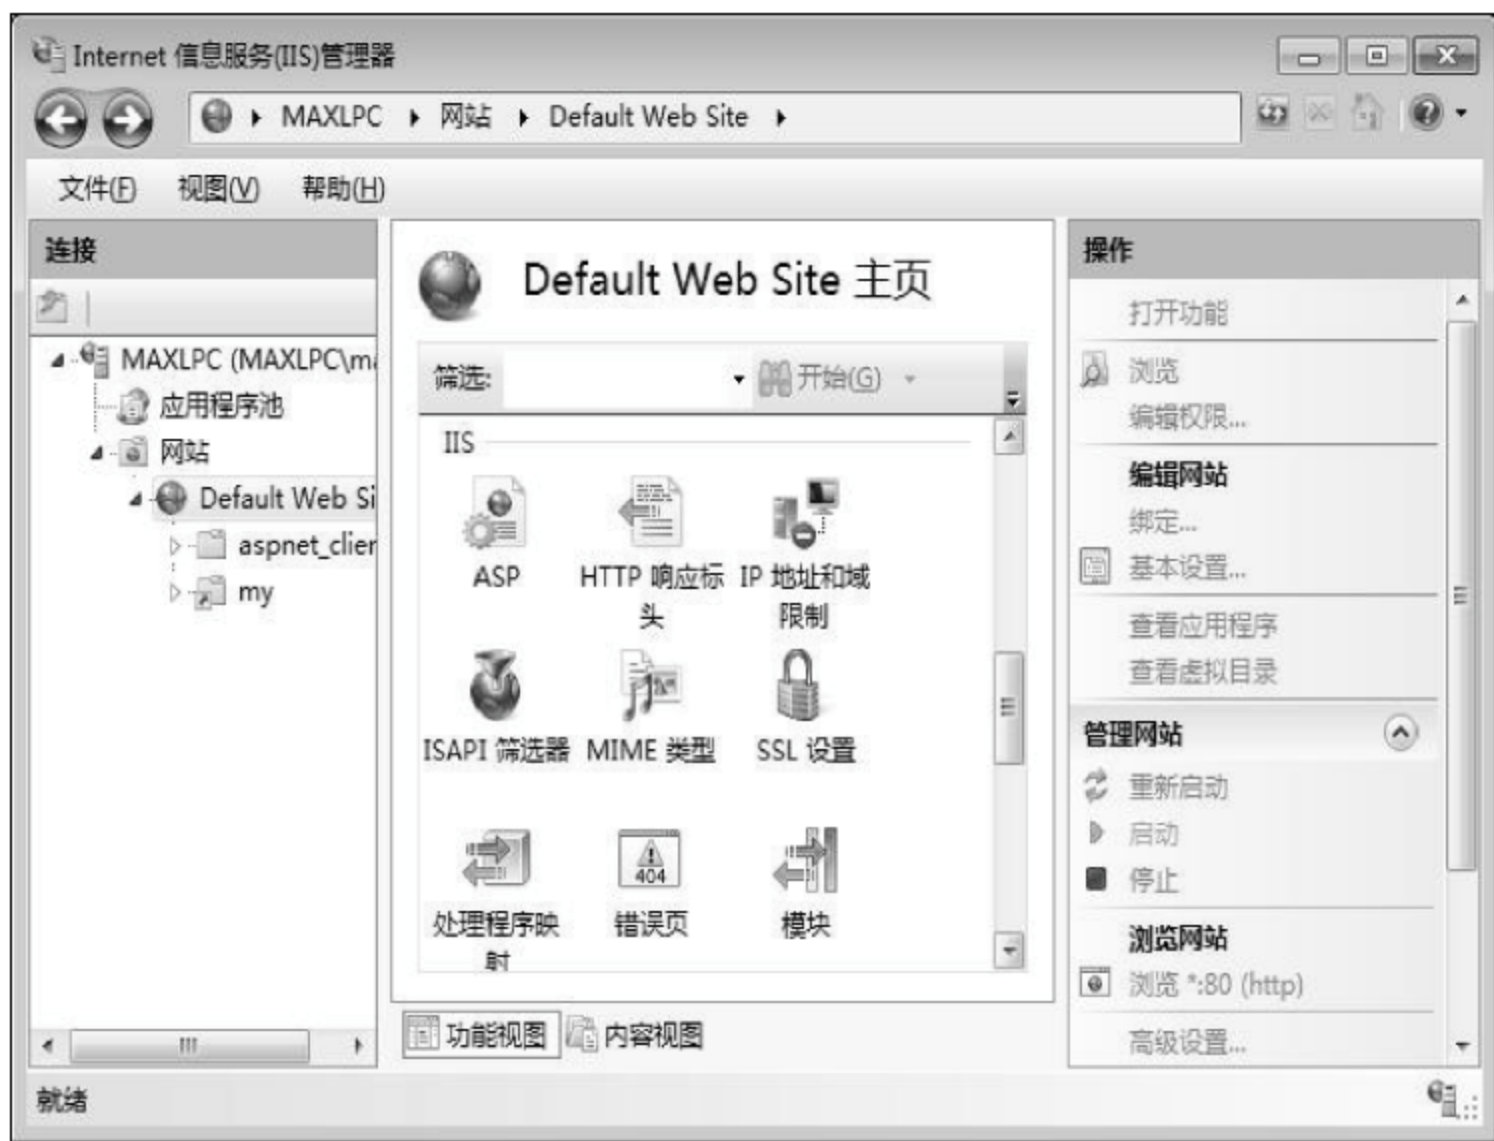 Internet 信息服务(IIS)管理器
MAXLPC 网站 Default Web Site
文件(F) 视图(V) 帮助(H)
连接
MAXLPC (MAXLPC\ma
应用程序池
网站
Default Web Si
aspnet_clien
my
Default Web Site 主页
筛选: 开始(G)
IIS
ASP
HTTP 响应标
头
IP 地址和域
限制
ISAPI 筛选器
MIME 类型
SSL 设置
处理程序映
射
404
错误页
模块
功能视图
内容视图
操作
打开功能
浏览
编辑权限...
编辑网站
绑定...
基本设置...
查看应用程序
查看虚拟目录
管理网站
重新启动
启动
停止
浏览网站
浏览 *:80 (http)
高级设置...
就绪